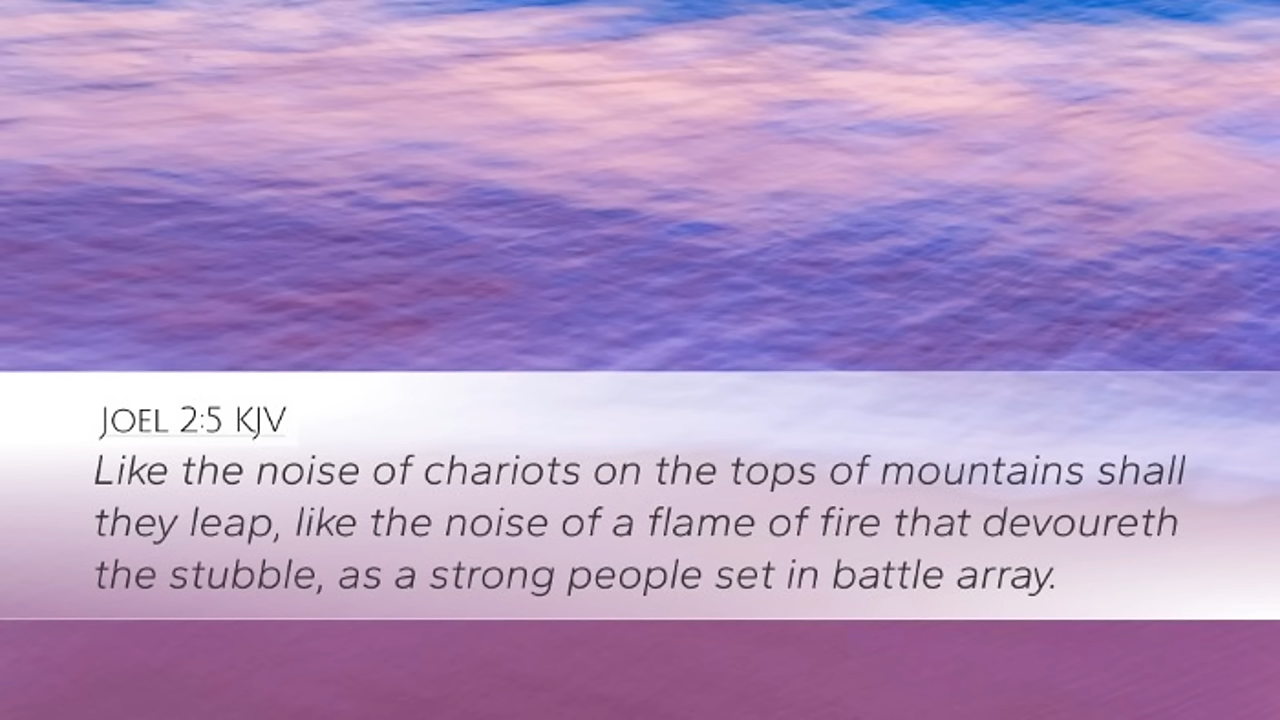 JOEL 2:5 KJV
Like the noise of chariots on the tops of mountains shall
they leap, like the noise of a flame of fire that devoureth
the stubble, as a strong people set in battle array.